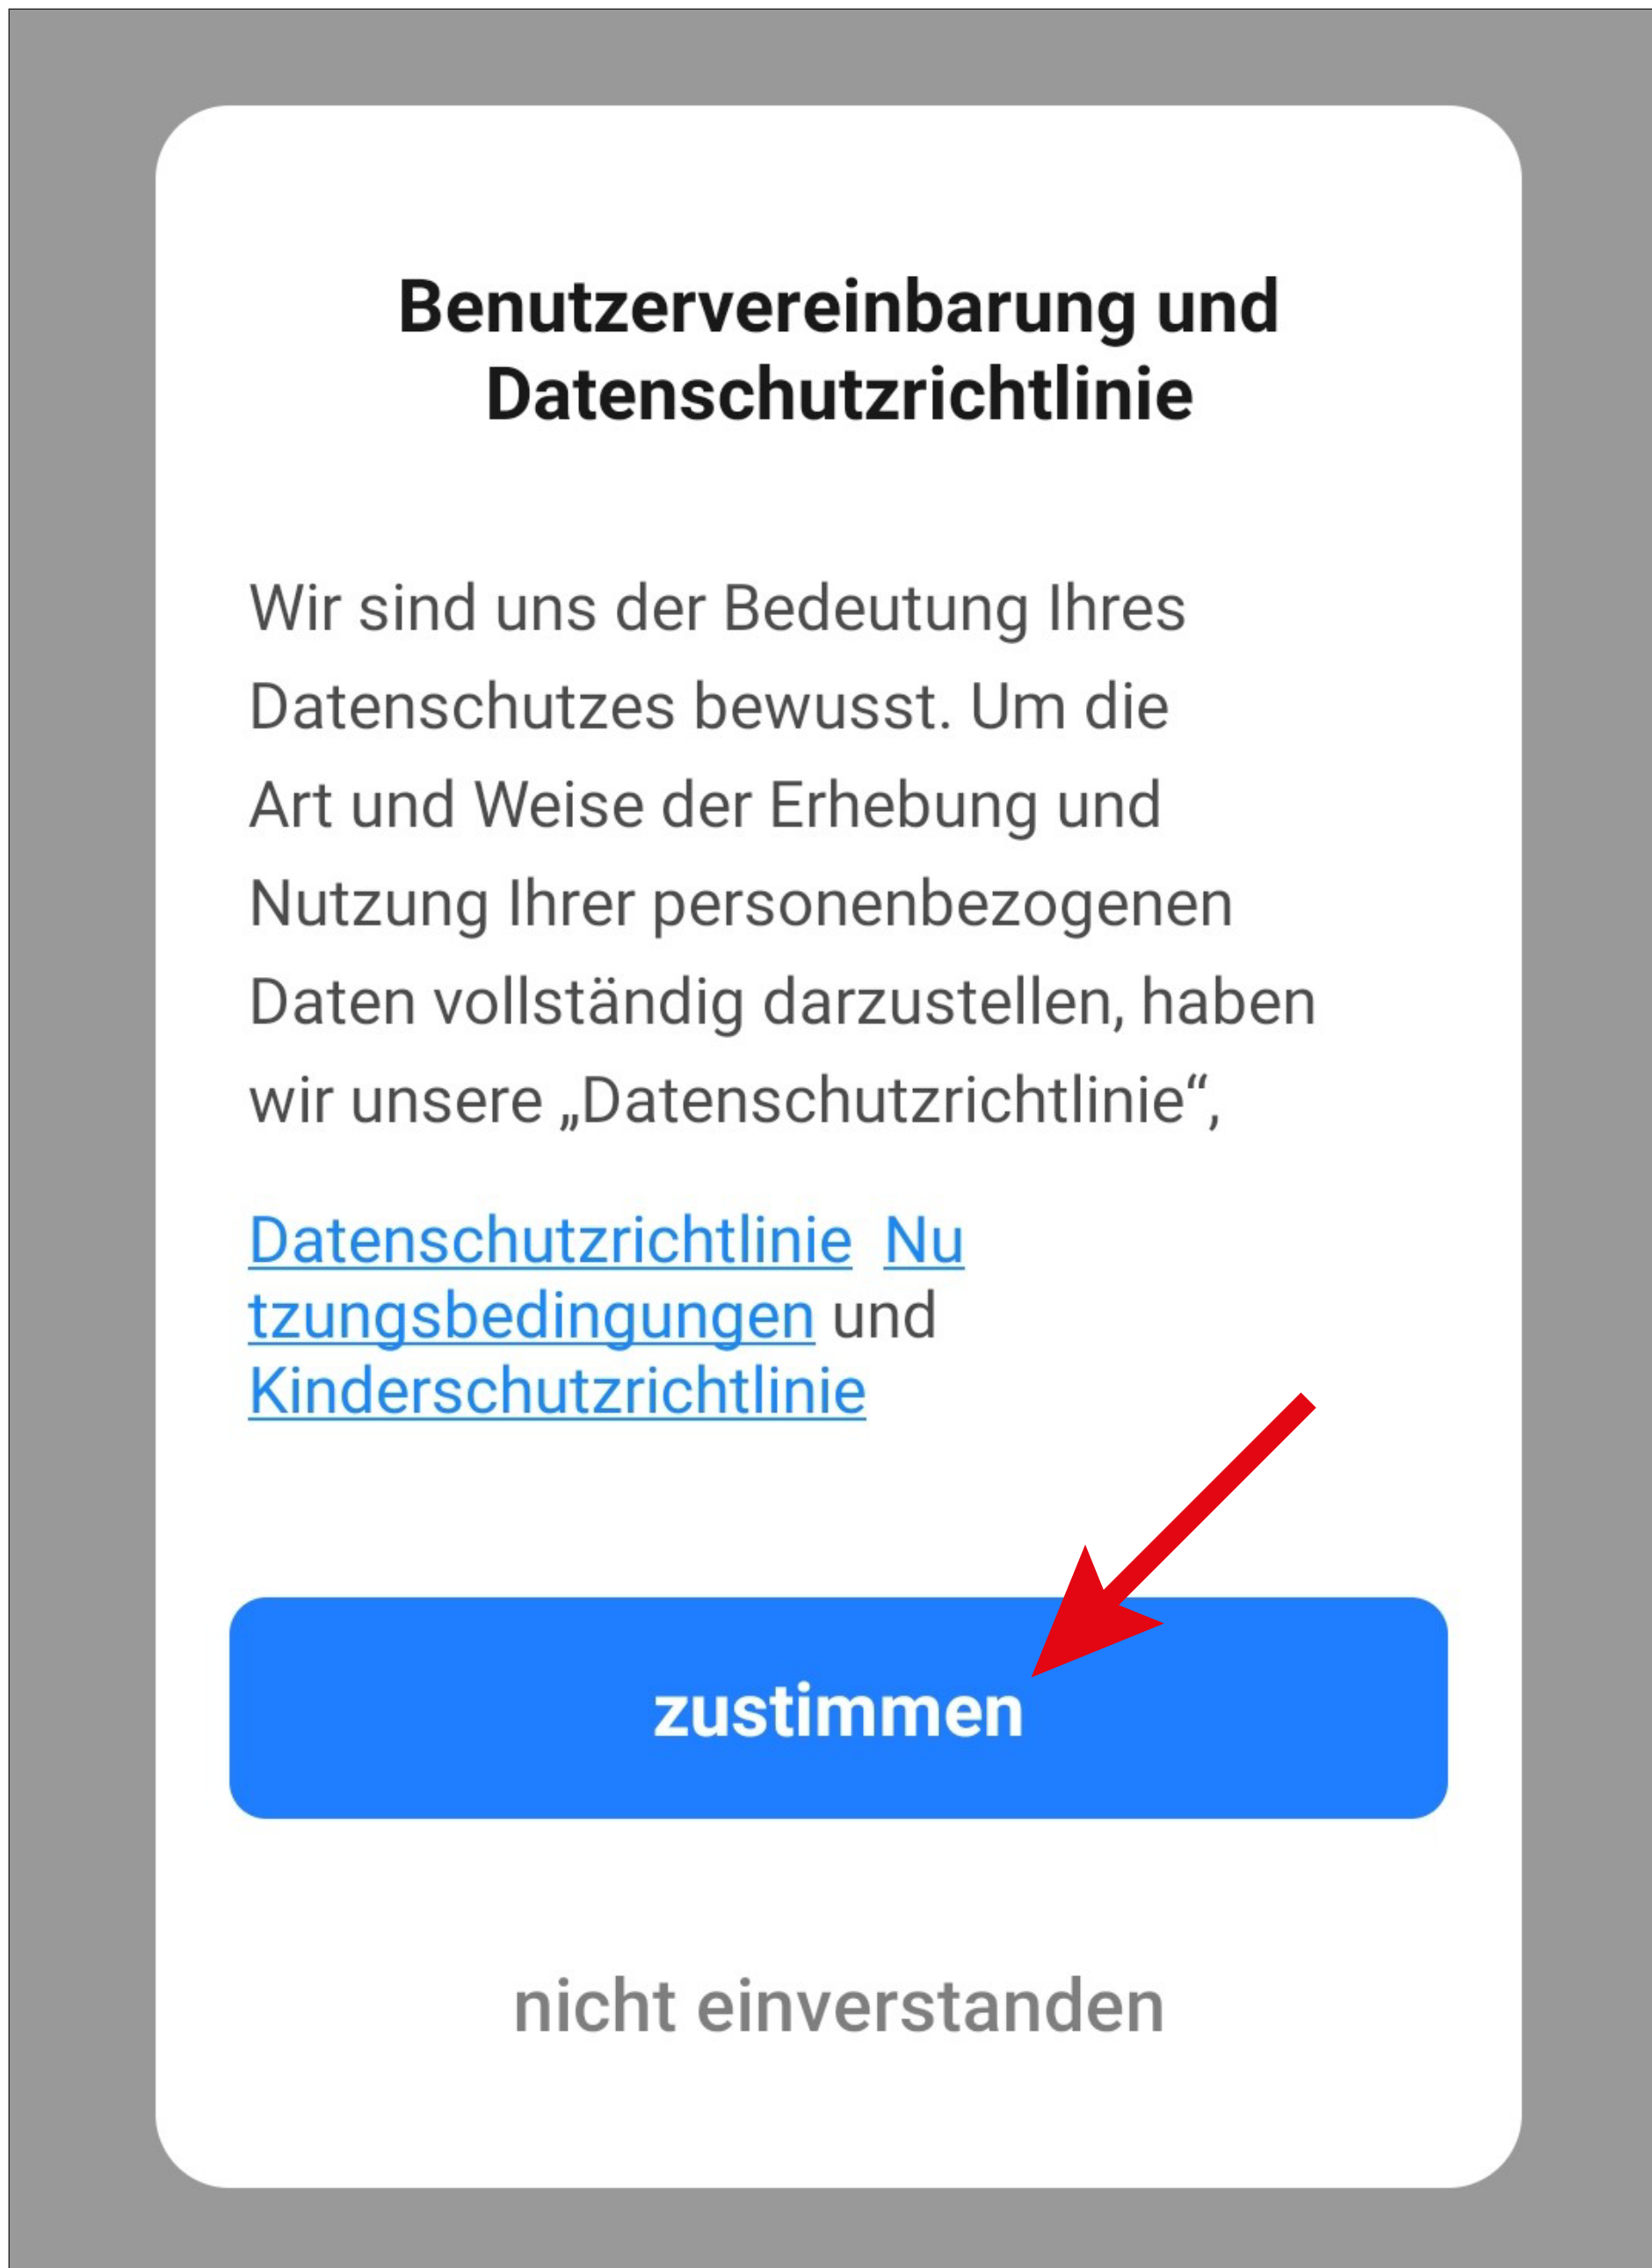 Benutzervereinbarung und
Datenschutzrichtlinie
Wir sind uns der Bedeutung Ihres
Datenschutzes bewusst. Um die
Art und Weise der Erhebung und
Nutzung Ihrer personenbezogenen
Daten vollständig darzustellen, haben
wir unsere „Datenschutzrichtlinie“,
Datenschutzrichtlinie Nu
tzungsbedingungen und
Kinderschutzrichtlinie
zustimmen
nicht einverstanden